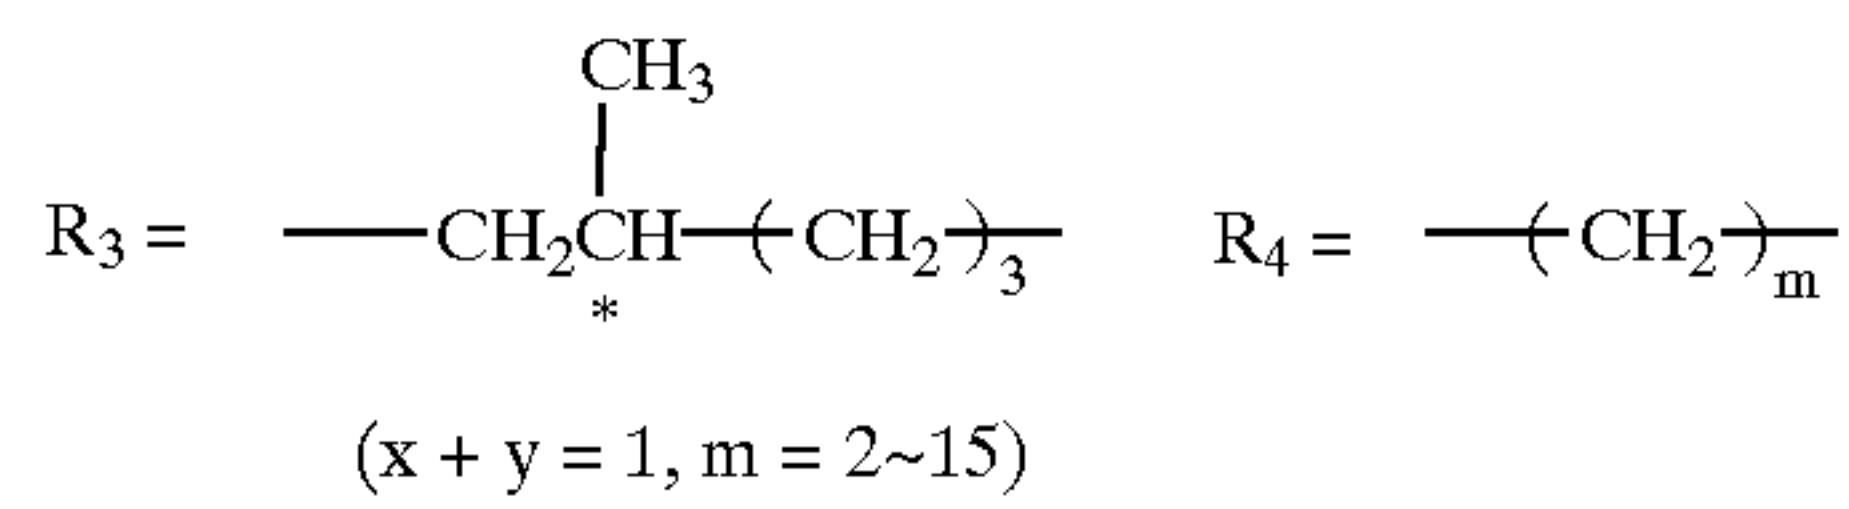 CH₃
R₃ = —CH₂CH—(CH₂)₃— R₄ = —(CH₂)ₘ—
*
(x + y = 1, m = 2~15)